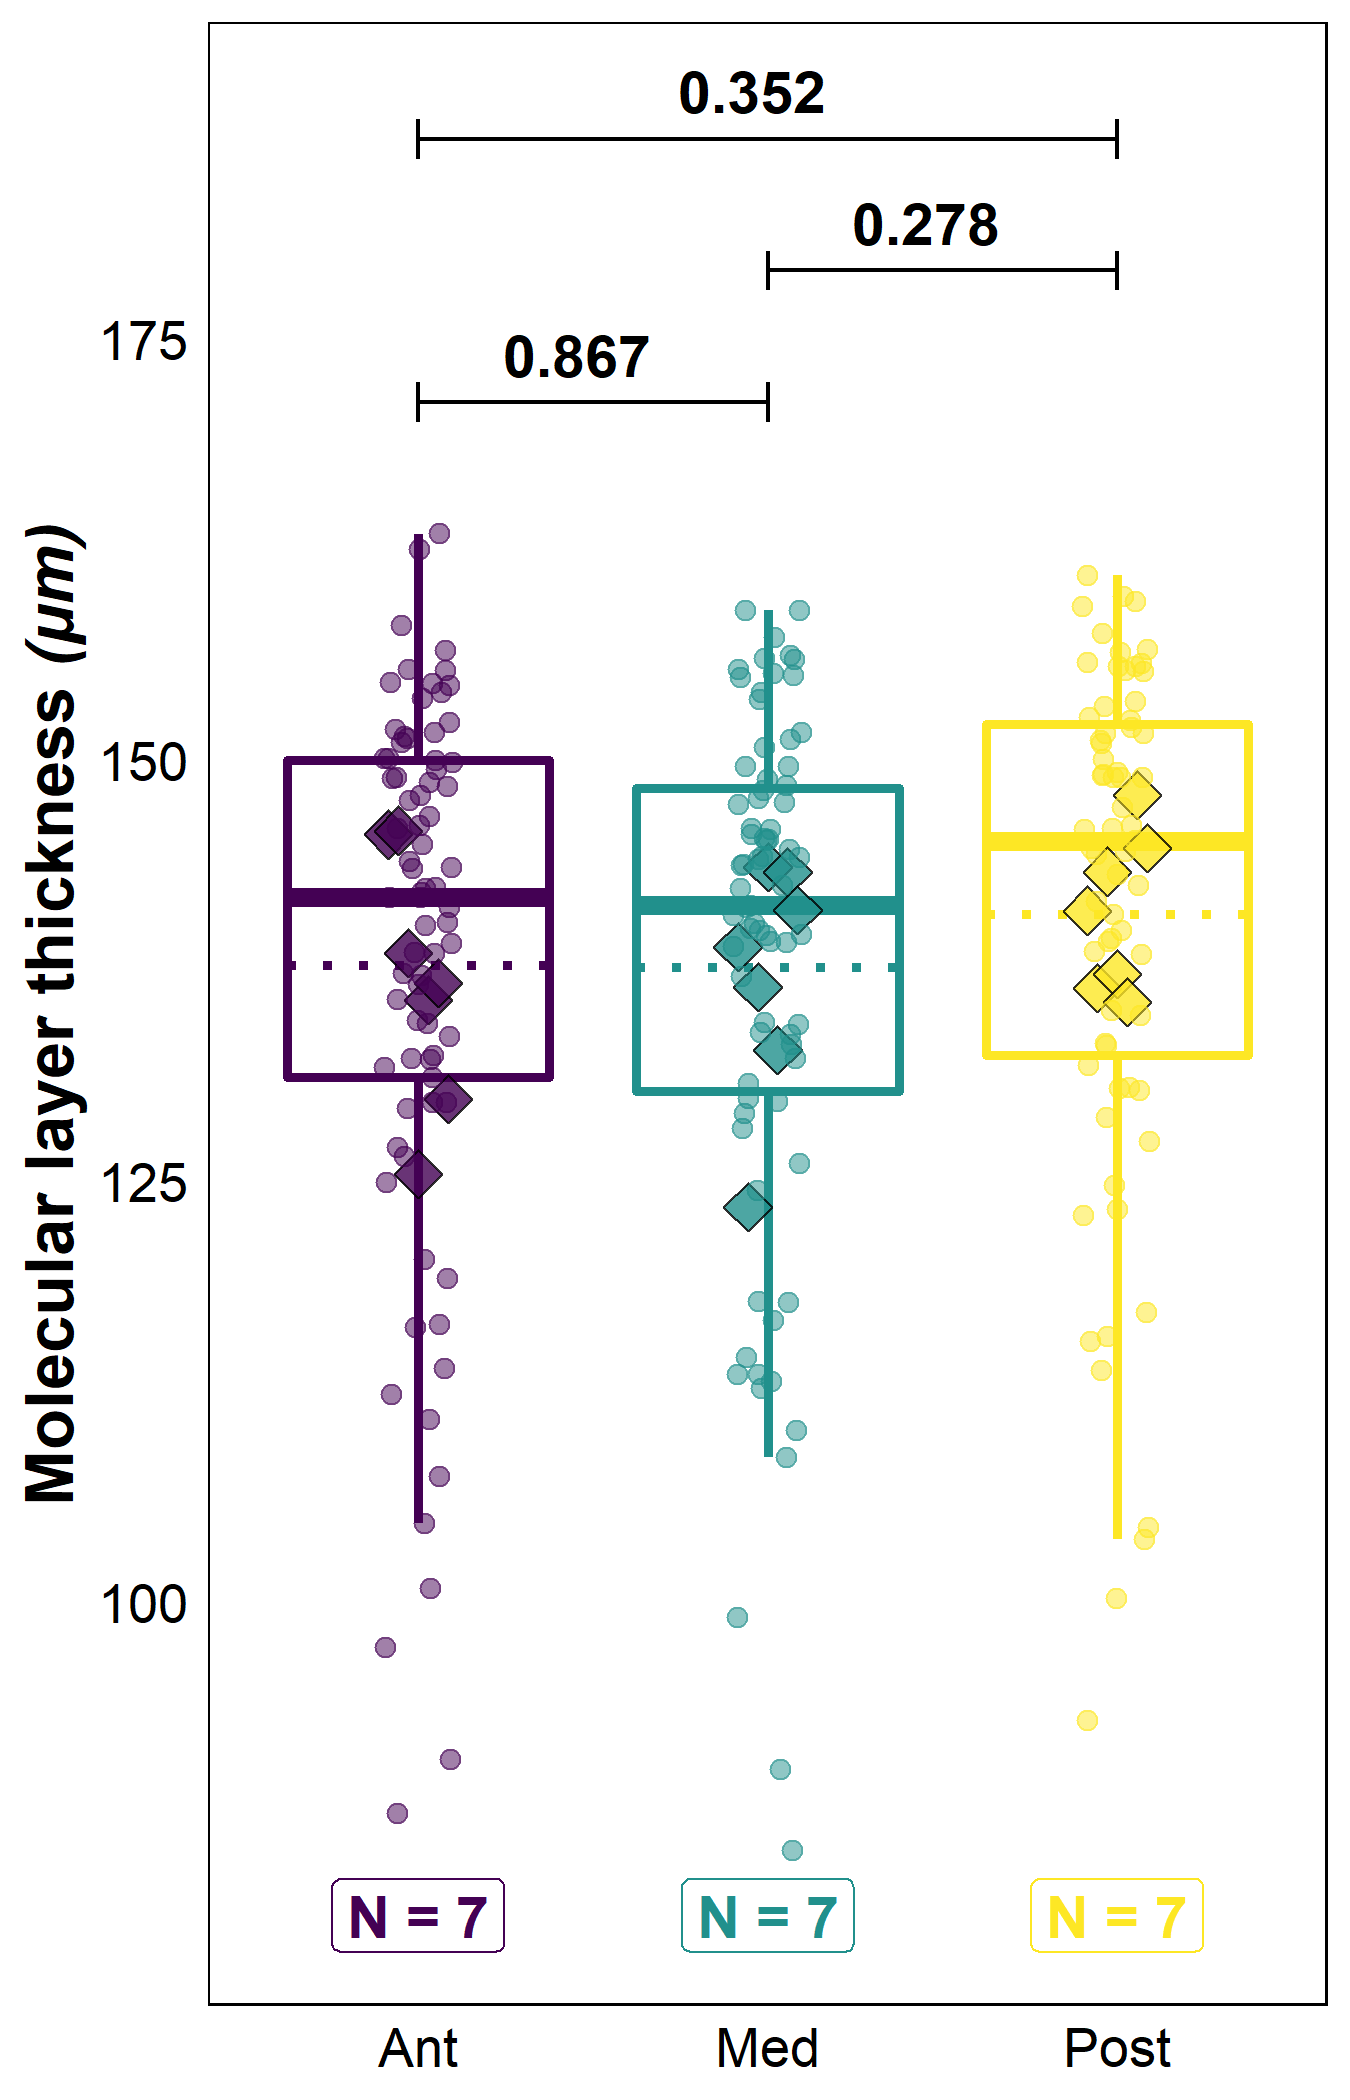 0.352
0.278
0.867
Molecular layer thickness (μm)
175
150
125
100
N = 7
N = 7
N = 7
Ant
Med
Post